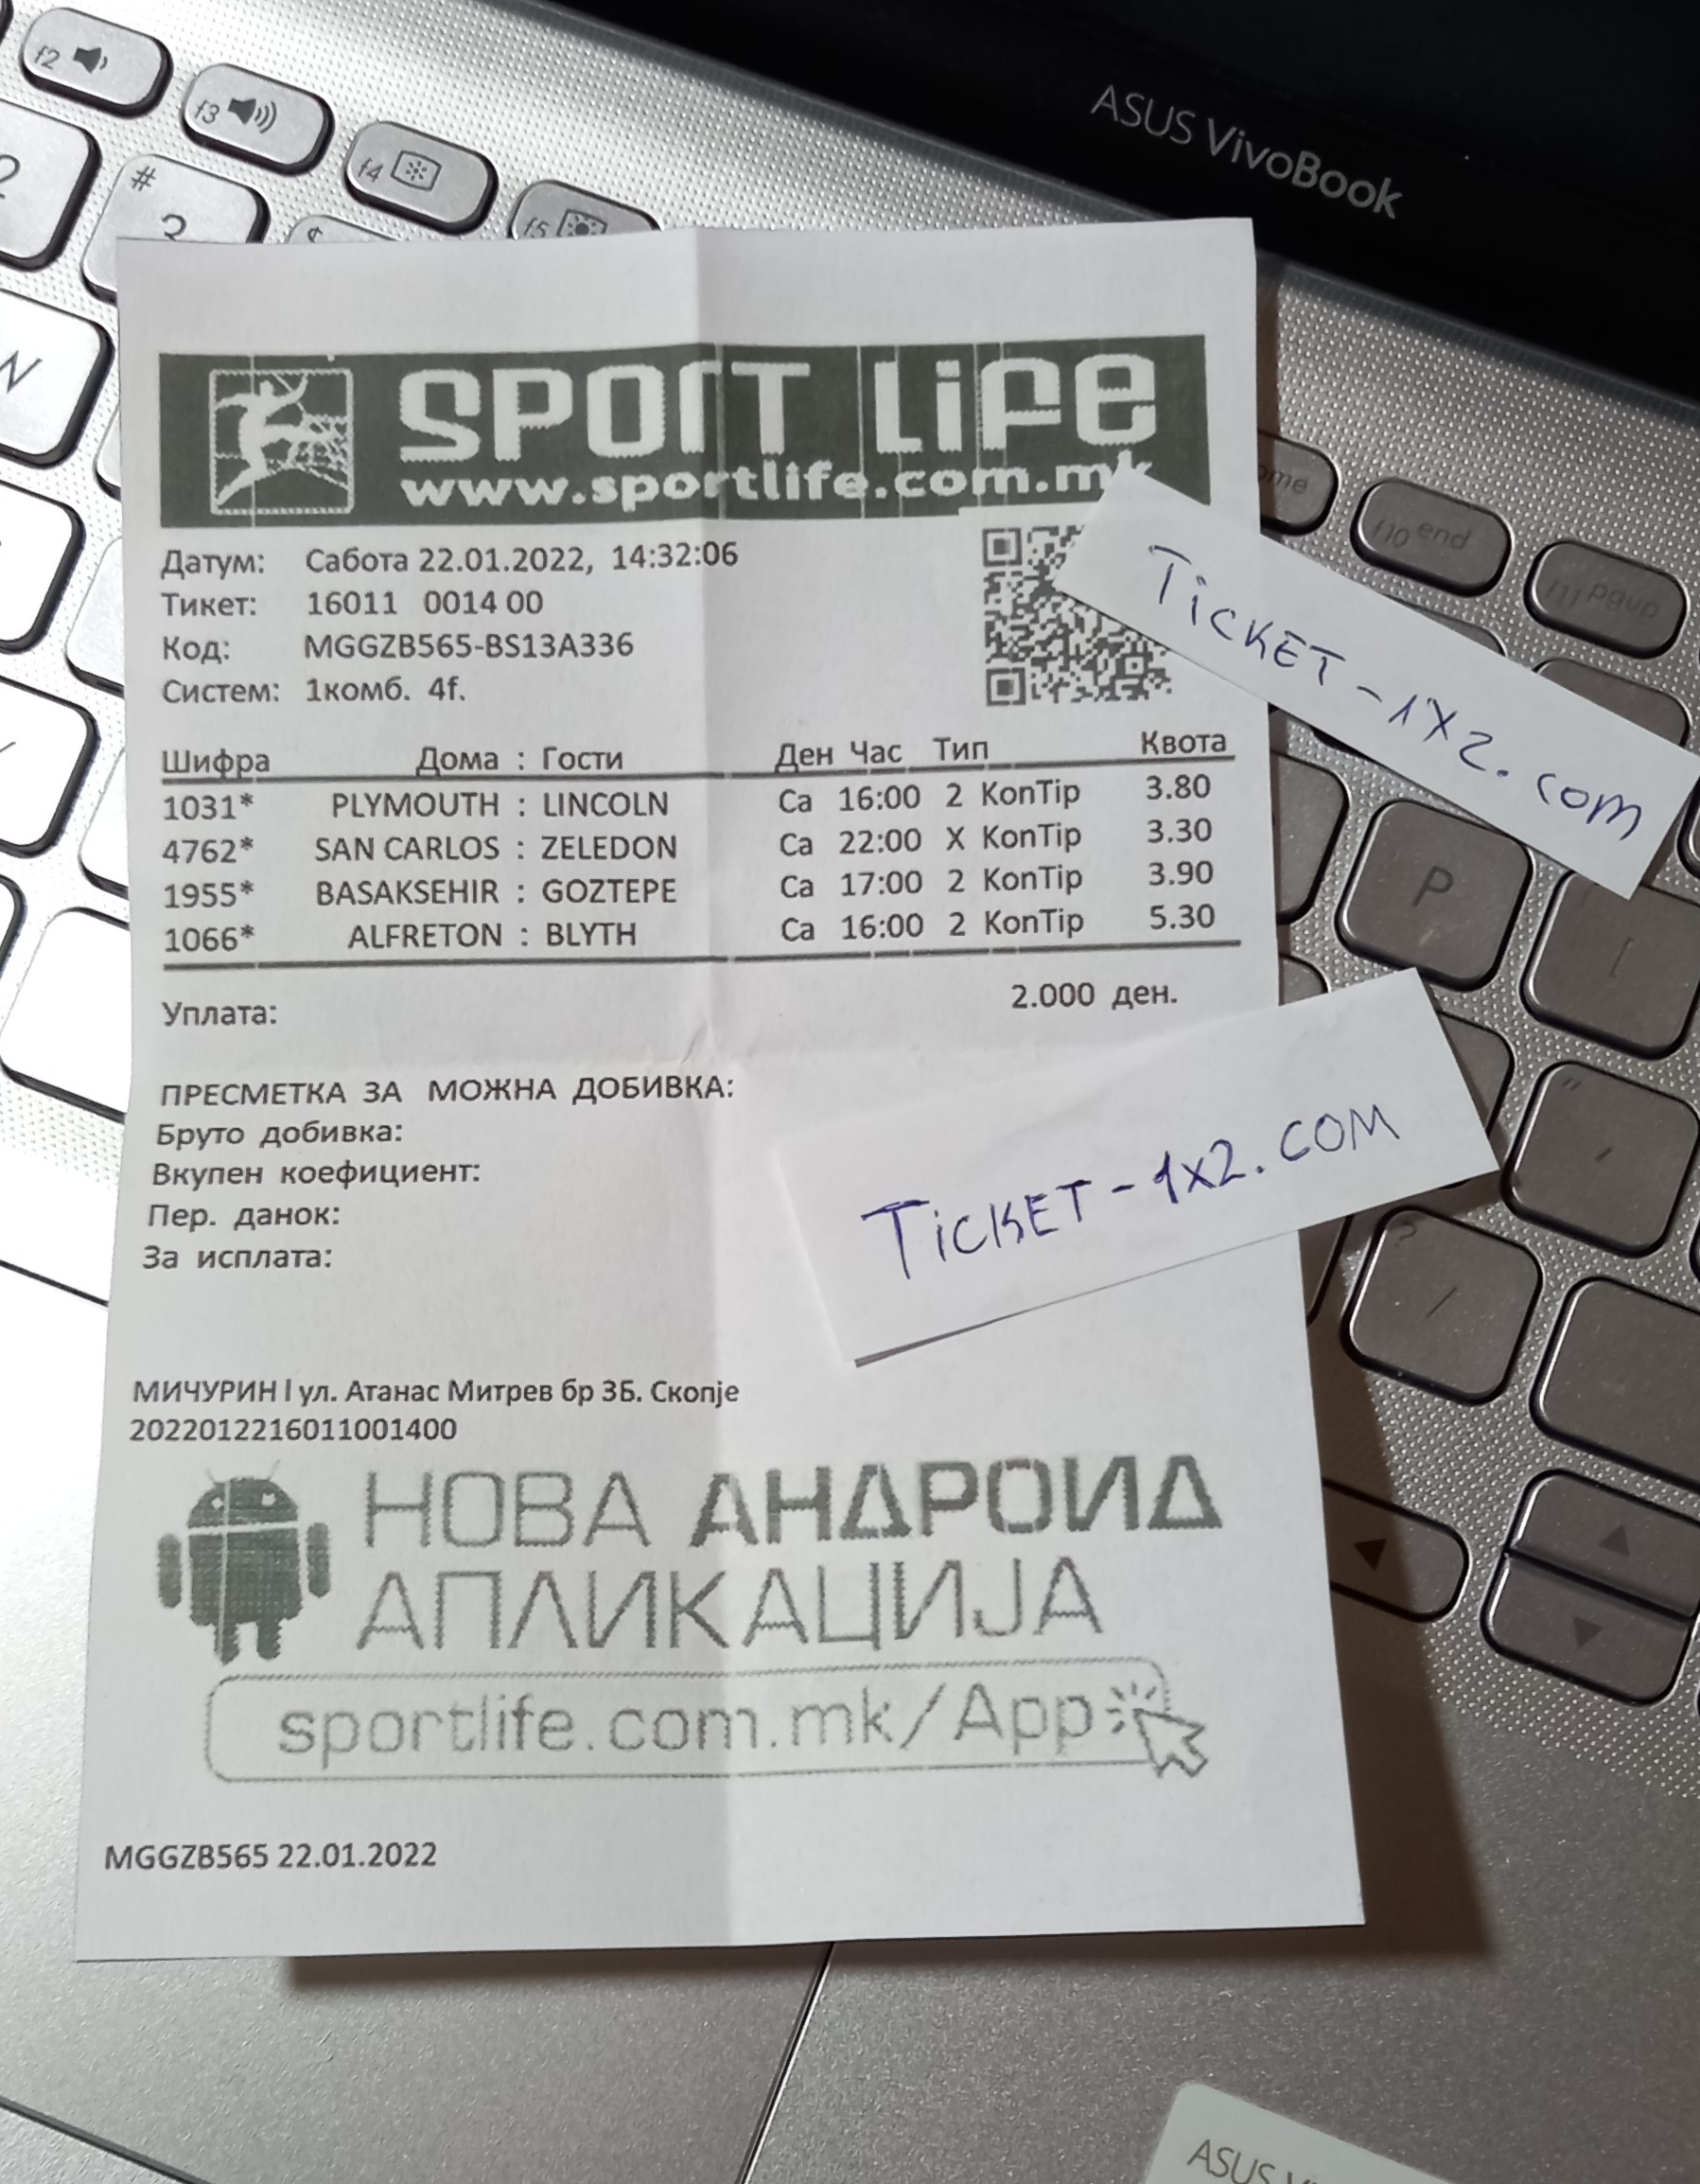 ASUS VivoBook
f2
f3
f4
f5
2
#
3
$
W
home
f10 end
f11 pgup
SPORT LIFE
www.sportlife.com.mk
Датум: Сабота 22.01.2022, 14:32:06
Тикет: 16011 0014 00
Код: MGGZB565-BS13A336
Систем: 1комб. 4f.
TICKET-1X2.COM
Шифра Дома : Гости Ден Час Тип Квота
1031* PLYMOUTH : LINCOLN Са 16:00 2 KonTip 3.80
4762* SAN CARLOS : ZELEDON Са 22:00 X KonTip 3.30
1955* BASAKSEHIR : GOZTEPE Са 17:00 2 KonTip 3.90
1066* ALFRETON : BLYTH Са 16:00 2 KonTip 5.30
P
[
Уплата: 2.000 ден.
ПРЕСМЕТКА ЗА МОЖНА ДОБИВКА:
Бруто добивка:
Вкупен коефициент:
Пер. данок:
За исплата:
TICKET-1X2.COM
"
'
?
/
МИЧУРИН l ул. Атанас Митрев бр 3Б. Скопје
2022012216011001400
НОВА АНДРОИД
АПЛИКАЦИЈА
sportlife.com.mk/App
MGGZB565 22.01.2022